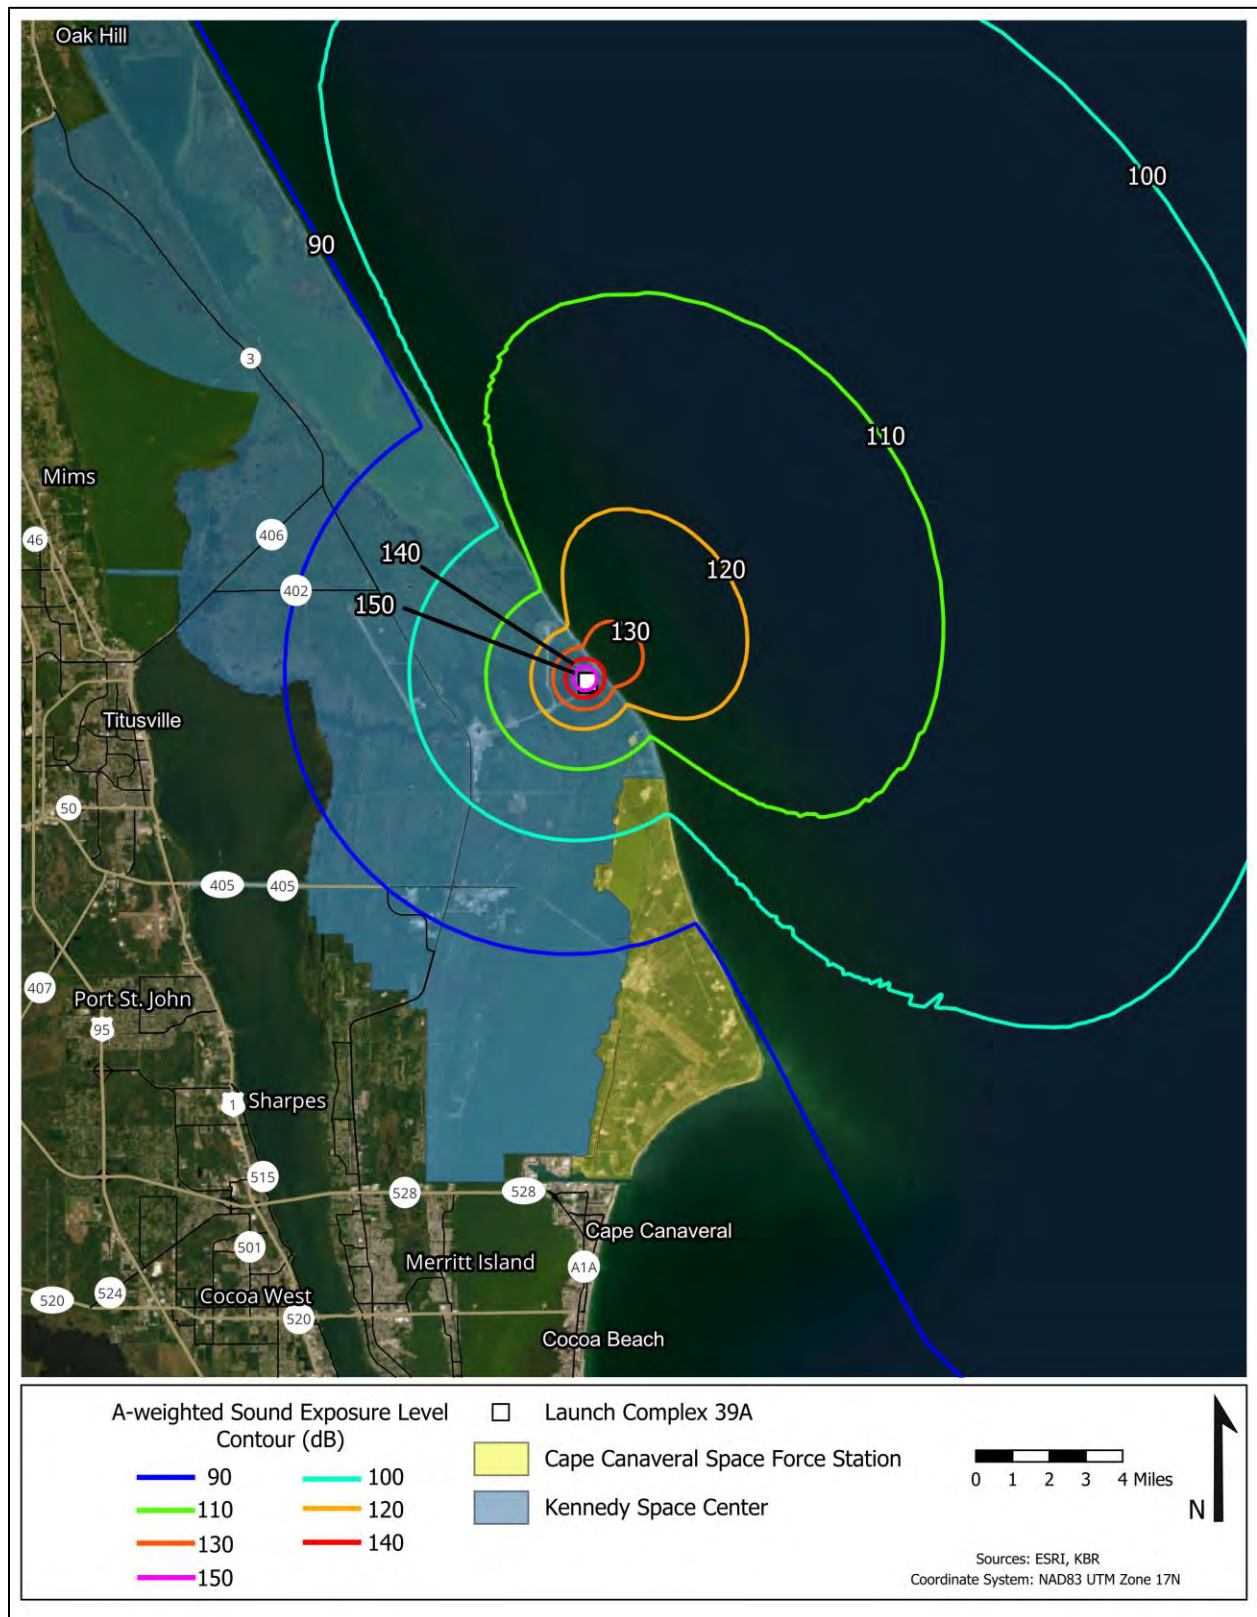 Oak Hill
100
90
3
110
Mims
406
46
140
120
402
150
130
Titusville
50
405
405
407
Port St. John
95
1
Sharpes
515
528
528
Cape Canaveral
501
Merritt Island
A1A
524
Cocoa West
520
520
Cocoa Beach
A-weighted Sound Exposure Level
Contour (dB)
90
100
110
120
130
140
150
Launch Complex 39A
Cape Canaveral Space Force Station
Kennedy Space Center
0 1 2 3 4 Miles
N
Sources: ESRI, KBR
Coordinate System: NAD83 UTM Zone 17N